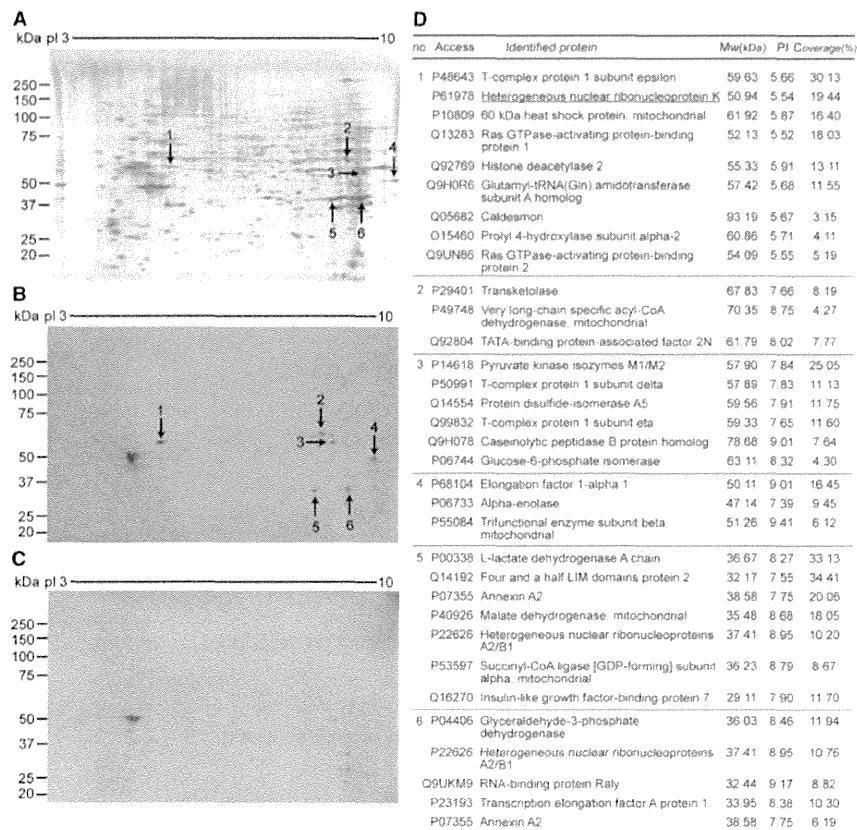 A
kDa pI 3 10
250
150
100
75
50
37
25
20
1
2
3
4
5
6
B
kDa pI 3 10
250
150
100
75
50
37
25
20
1
2
3
4
5
6
C
kDa pI 3 10
250
150
100
75
50
37
25
20
D
no Access Identified protein Mw(kDa) PI Coverage(%)
1 P48643 T-complex protein 1 subunit epsilon 59.63 5.66 30.13
P61978 Heterogeneous nuclear ribonucleoprotein K 50.94 5.54 19.44
P10809 60 kDa heat shock protein, mitochondrial 61.92 5.87 16.40
Q13283 Ras GTPase-activating protein-binding 52.13 5.52 18.03
protein 1
Q92769 Histone deacetylase 2 55.33 5.91 13.11
Q9H0R6 Glutamyl-tRNA(Gln) amidotransferase 57.42 5.68 11.55
subunit A homolog
Q05682 Caldesmon 93.19 5.67 3.15
O15460 Prolyl 4-hydroxylase subunit alpha-2 60.86 5.71 4.11
Q9UN86 Ras GTPase-activating protein-binding 54.09 5.55 5.19
protein 2
2 P29401 Transketolase 67.83 7.66 8.19
P49748 Very long-chain specific acyl-CoA 70.35 8.75 4.27
dehydrogenase, mitochondrial
Q92804 TATA-binding protein-associated factor 2N 61.79 8.02 7.77
3 P14618 Pyruvate kinase isozymes M1/M2 57.90 7.84 25.05
P50991 T-complex protein 1 subunit delta 57.89 7.83 11.13
Q14554 Protein disulfide-isomerase A5 59.56 7.91 11.75
Q99832 T-complex protein 1 subunit eta 59.33 7.65 11.60
Q9H078 Caseinolytic peptidase B protein homolog 78.68 9.01 7.64
P06744 Glucose-6-phosphate isomerase 63.11 8.32 4.30
4 P68104 Elongation factor 1-alpha 1 50.11 9.01 16.45
P06733 Alpha-enolase 47.14 7.39 9.45
P55084 Trifunctional enzyme subunit beta 51.26 9.41 6.12
mitochondrial
5 P00338 L-lactate dehydrogenase A chain 36.67 8.27 33.13
Q14192 Four and a half LIM domains protein 2 32.17 7.55 34.41
P07355 Annexin A2 38.58 7.75 20.06
P40926 Malate dehydrogenase, mitochondrial 35.48 8.68 18.05
P22626 Heterogeneous nuclear ribonucleoproteins 37.41 8.95 10.20
A2/B1
P53597 Succinyl-CoA ligase [GDP-forming] subunit 36.23 8.79 8.67
alpha, mitochondrial
Q16270 Insulin-like growth factor-binding protein 7 29.11 7.90 11.70
6 P04406 Glyceraldehyde-3-phosphate 36.03 8.46 11.94
dehydrogenase
P22626 Heterogeneous nuclear ribonucleoproteins 37.41 8.95 10.76
A2/B1
Q9UKM9 RNA-binding protein Raly 32.44 9.17 8.82
P23193 Transcription elongation factor A protein 1 33.95 8.38 10.30
P07355 Annexin A2 38.58 7.75 6.19